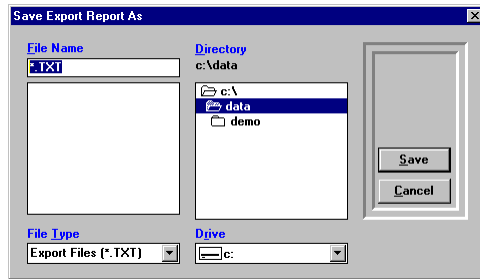 Save Export Report As
File Name
*.TXT
Directory
c:\data
c:\
data
demo
Save
Cancel
File Type
Export Files (*.TXT)
Drive
c: